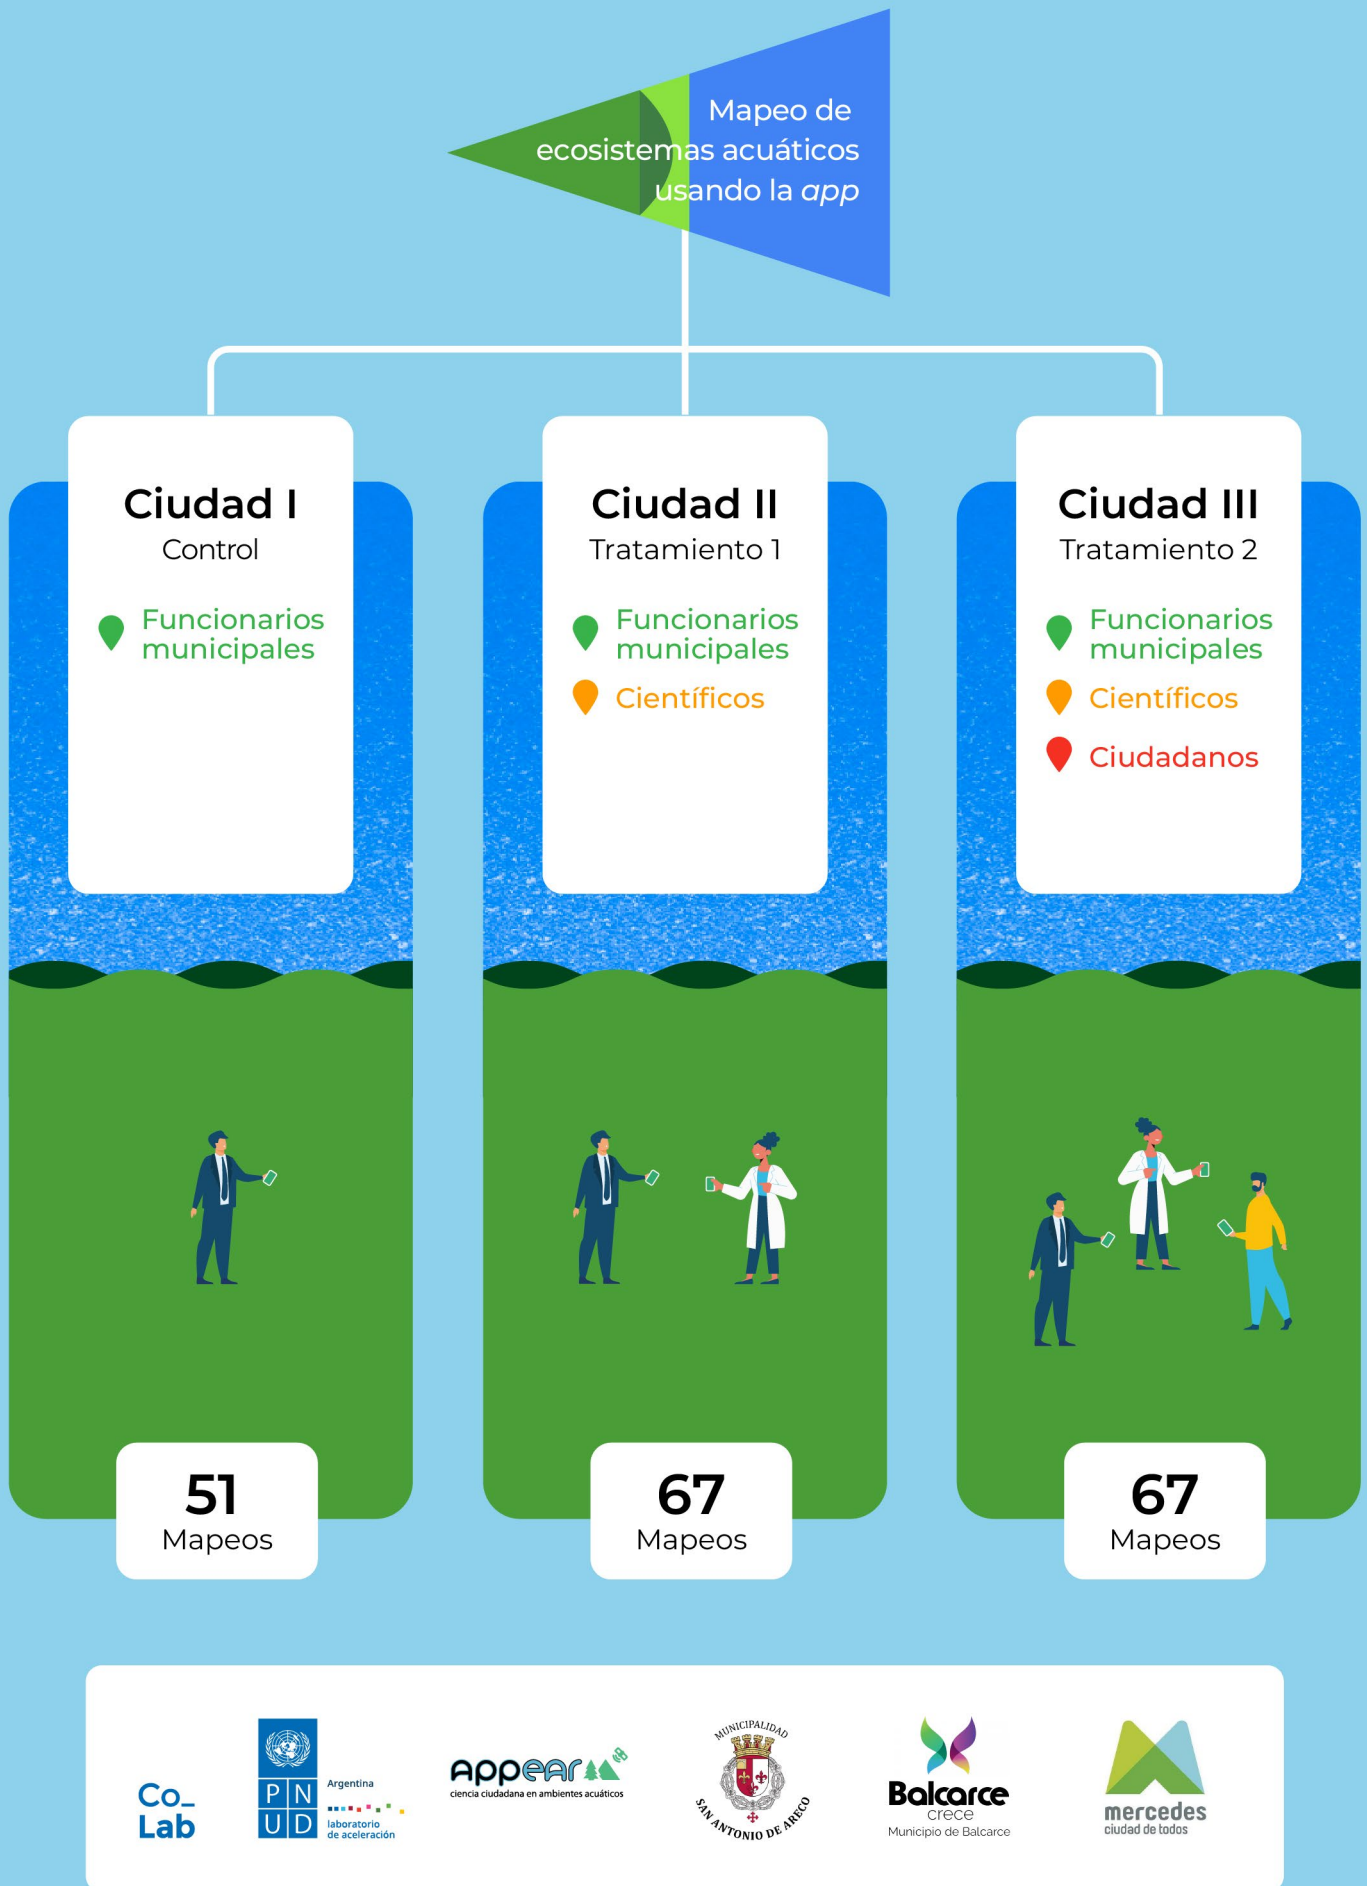 Mapeo de
ecosistemas acuáticos
usando la app
Ciudad I
Control
Funcionarios
municipales
Ciudad II
Tratamiento 1
Funcionarios
municipales
Científicos
Ciudad III
Tratamiento 2
Funcionarios
municipales
Científicos
Ciudadanos
51
Mapeos
67
Mapeos
67
Mapeos
Co_
Lab
P N
U D
Argentina
laboratorio
de aceleración
AppEAR
ciencia ciudadana en ambientes acuáticos
MUNICIPALIDAD
SAN ANTONIO DE ARECO
Balcarce
crece
Municipio de Balcarce
mercedes
ciudad de todos